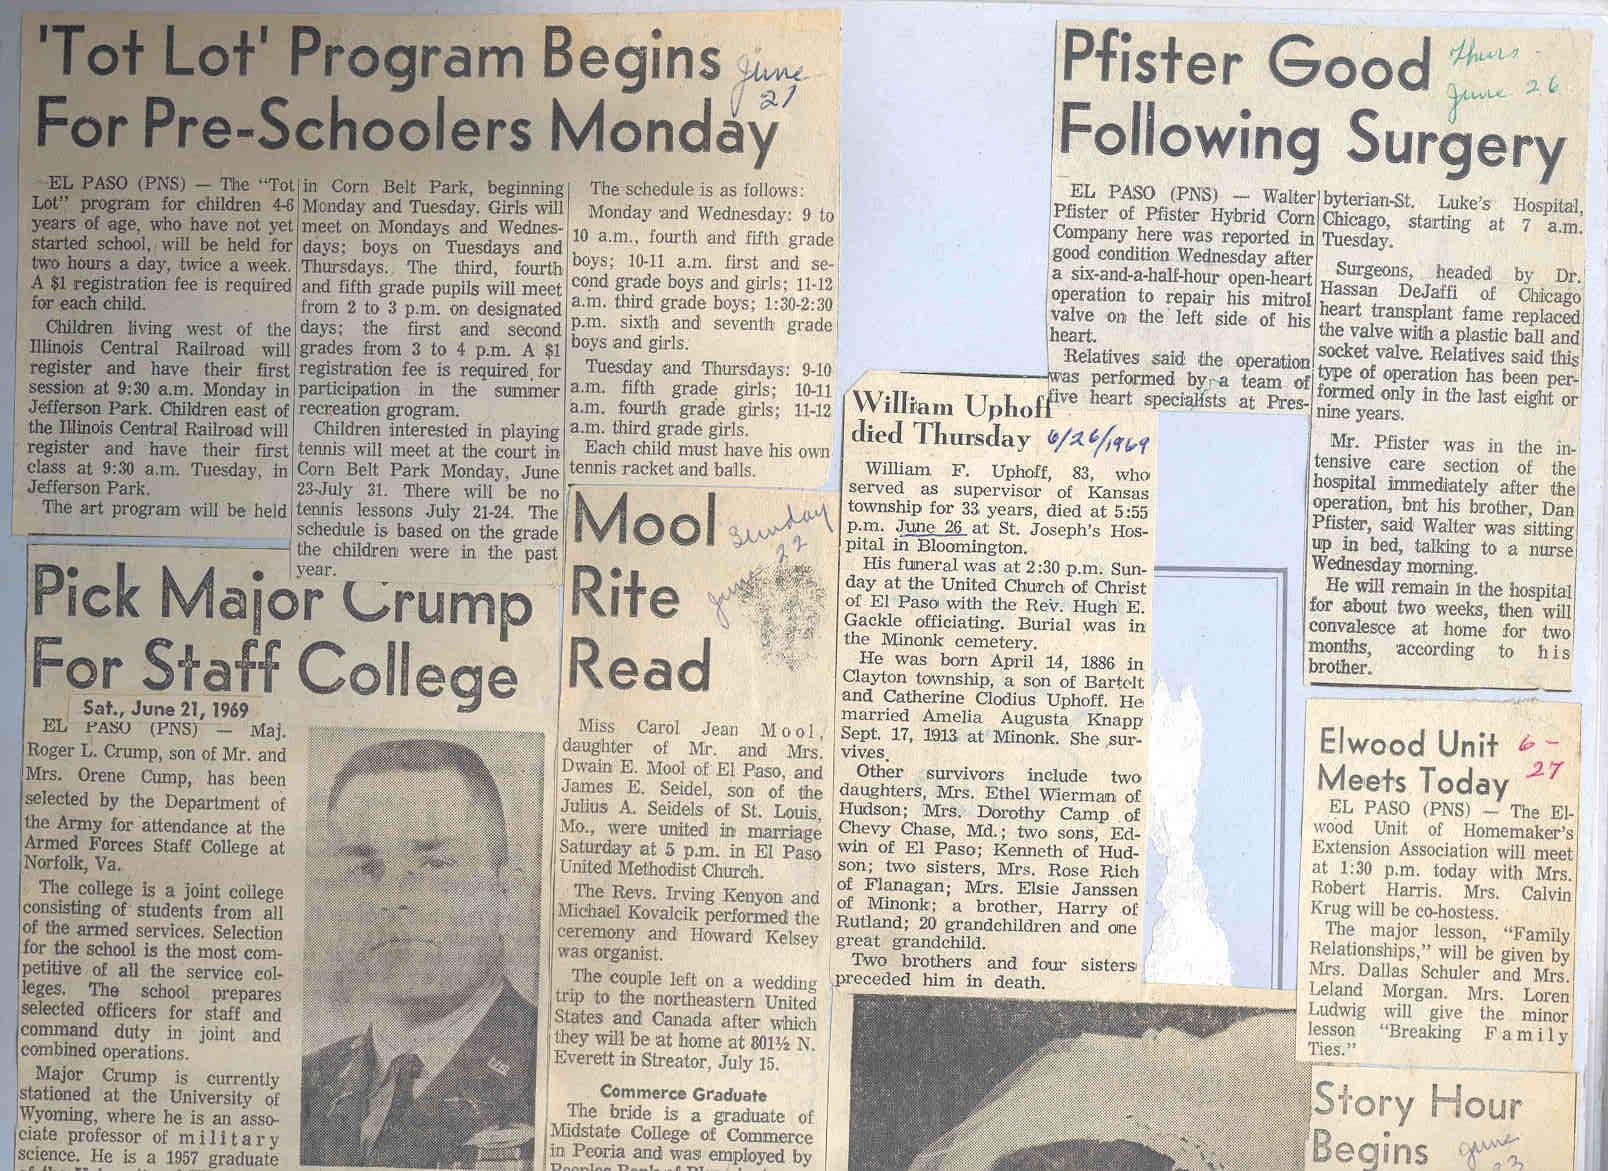 'Tot Lot' Program Begins
For Pre-Schoolers Monday
June
21
EL PASO (PNS) — The "Tot
Lot" program for children 4-6
years of age, who have not yet
started school, will be held for
two hours a day, twice a week.
A $1 registration fee is required
for each child.
Children living west of the
Illinois Central Railroad will
register and have their first
session at 9:30 a.m. Monday in
Jefferson Park. Children east of
the Illinois Central Railroad will
register and have their first
class at 9:30 a.m. Tuesday, in
Jefferson Park.
The art program will be held
in Corn Belt Park, beginning
Monday and Tuesday. Girls will
meet on Mondays and Wednes-
days; boys on Tuesdays and
Thursdays. The third, fourth
and fifth grade pupils will meet
from 2 to 3 p.m. on designated
days; the first and second
grades from 3 to 4 p.m. A $1
registration fee is required for
participation in the summer
recreation grogram.
Children interested in playing
tennis will meet at the court in
Corn Belt Park Monday, June
23-July 31. There will be no
tennis lessons July 21-24. The
schedule is based on the grade
the children were in the past
year.
The schedule is as follows:
Monday and Wednesday: 9 to
10 a.m., fourth and fifth grade
boys; 10-11 a.m. first and se-
cond grade boys and girls; 11-12
a.m. third grade boys; 1:30-2:30
p.m. sixth and seventh grade
boys and girls.
Tuesday and Thursdays: 9-10
a.m. fifth grade girls; 10-11
a.m. fourth grade girls; 11-12
a.m. third grade girls.
Each child must have his own
tennis racket and balls.
Pick Major Crump
For Staff College
Sat., June 21, 1969
EL PASO (PNS) — Maj.
Roger L. Crump, son of Mr. and
Mrs. Orene Cump, has been
selected by the Department of
the Army for attendance at the
Armed Forces Staff College at
Norfolk, Va.
The college is a joint college
consisting of students from all
of the armed services. Selection
for the school is the most com-
petitive of all the service col-
leges. The school prepares
selected officers for staff and
command duty in joint and
combined operations.
Major Crump is currently
stationed at the University of
Wyoming, where he is an asso-
ciate professor of military
science. He is a 1957 graduate
Mool
Rite
Read
Sunday
June 22
Miss Carol Jean Mool,
daughter of Mr. and Mrs.
Dwain E. Mool of El Paso, and
James E. Seidel, son of the
Julius A. Seidels of St. Louis,
Mo., were united in marriage
Saturday at 5 p.m. in El Paso
United Methodist Church.
The Revs. Irving Kenyon and
Michael Kovalcik performed the
ceremony and Howard Kelsey
was organist.
The couple left on a wedding
trip to the northeastern United
States and Canada after which
they will be at home at 801½ N.
Everett in Streator, July 15.
Commerce Graduate
The bride is a graduate of
Midstate College of Commerce
in Peoria and was employed by
William Uphoff
died Thursday 6/26/1969
William F. Uphoff, 83, who
served as supervisor of Kansas
township for 33 years, died at 5:55
p.m. June 26 at St. Joseph's Hos-
pital in Bloomington.
His funeral was at 2:30 p.m. Sun-
day at the United Church of Christ
of El Paso with the Rev. Hugh E.
Gackle officiating. Burial was in
the Minonk cemetery.
He was born April 14, 1886 in
Clayton township, a son of Bartelt
and Catherine Clodius Uphoff. He
married Amelia Augusta Knapp
Sept. 17, 1913 at Minonk. She sur-
vives.
Other survivors include two
daughters, Mrs. Ethel Wierman of
Hudson; Mrs. Dorothy Camp of
Chevy Chase, Md.; two sons, Ed-
win of El Paso; Kenneth of Hud-
son; two sisters, Mrs. Rose Rich
of Flanagan; Mrs. Elsie Janssen
of Minonk; a brother, Harry of
Rutland; 20 grandchildren and one
great grandchild.
Two brothers and four sisters
preceded him in death.
Pfister Good
Following Surgery
Thurs -
June 26
EL PASO (PNS) — Walter
Pfister of Pfister Hybrid Corn
Company here was reported in
good condition Wednesday after
a six-and-a-half-hour open-heart
operation to repair his mitrol
valve on the left side of his
heart.
Relatives said the operation
was performed by a team of
five heart specialists at Pres-
byterian-St. Luke's Hospital,
Chicago, starting at 7 a.m.
Tuesday.
Surgeons, headed by Dr.
Hassan DeJaffi of Chicago
heart transplant fame replaced
the valve with a plastic ball and
socket valve. Relatives said this
type of operation has been per-
formed only in the last eight or
nine years.
Mr. Pfister was in the in-
tensive care section of the
hospital immediately after the
operation, bnt his brother, Dan
Pfister, said Walter was sitting
up in bed, talking to a nurse
Wednesday morning.
He will remain in the hospital
for about two weeks, then will
convalesce at home for two
months, according to his
brother.
Elwood Unit
Meets Today
6-
27
EL PASO (PNS) — The El-
wood Unit of Homemaker's
Extension Association will meet
at 1:30 p.m. today with Mrs.
Robert Harris. Mrs. Calvin
Krug will be co-hostess.
The major lesson, "Family
Relationships," will be given by
Mrs. Dallas Schuler and Mrs.
Leland Morgan. Mrs. Loren
Ludwig will give the minor
lesson "Breaking Family
Ties."
Story Hour
Begins
June
23